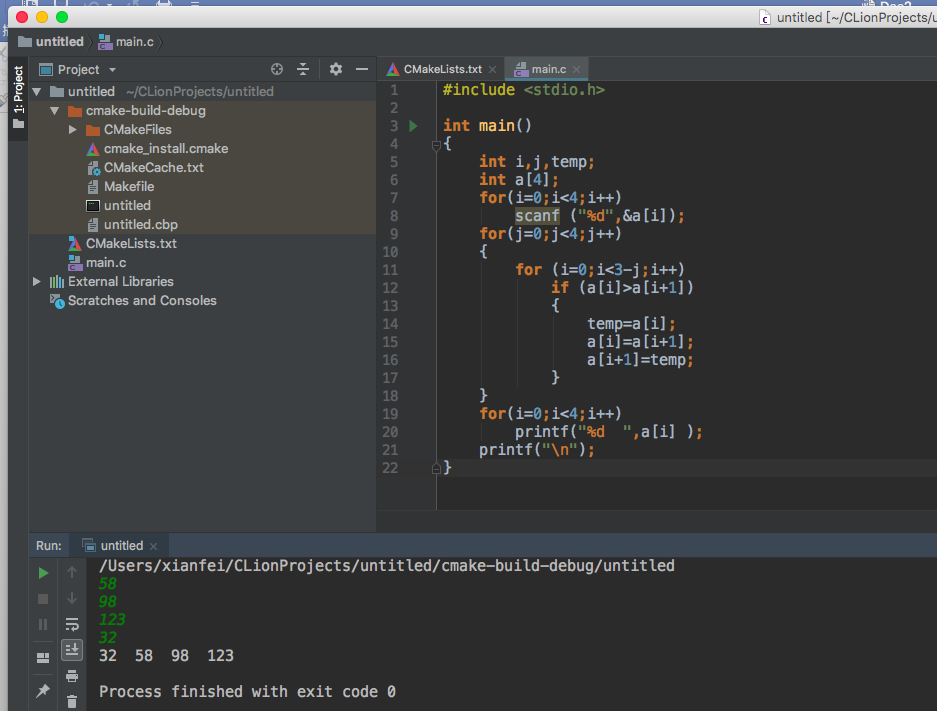 untitled [~/CLionProjects/u
untitled main.c
1: Project
Project
untitled ~/CLionProjects/untitled
cmake-build-debug
CMakeFiles
cmake_install.cmake
CMakeCache.txt
Makefile
untitled
untitled.cbp
CMakeLists.txt
main.c
External Libraries
Scratches and Consoles
CMakeLists.txt main.c
1 #include <stdio.h>
2
3 int main()
4 {
5 int i,j,temp;
6 int a[4];
7 for(i=0;i<4;i++)
8 scanf ("%d",&a[i]);
9 for(j=0;j<4;j++)
10 {
11 for (i=0;i<3-j;i++)
12 if (a[i]>a[i+1])
13 {
14 temp=a[i];
15 a[i]=a[i+1];
16 a[i+1]=temp;
17 }
18 }
19 for(i=0;i<4;i++)
20 printf("%d  ",a[i] );
21 printf("\n");
22 }
Run: untitled
/Users/xianfei/CLionProjects/untitled/cmake-build-debug/untitled
58
98
123
32
32  58  98  123
Process finished with exit code 0